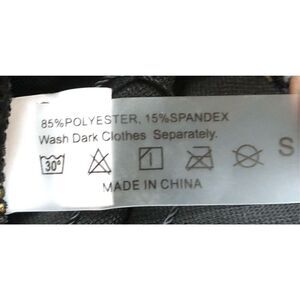 85%POLYESTER, 15%SPANDEX
Wash Dark Clothes Separately.
30°
S
MADE IN CHINA